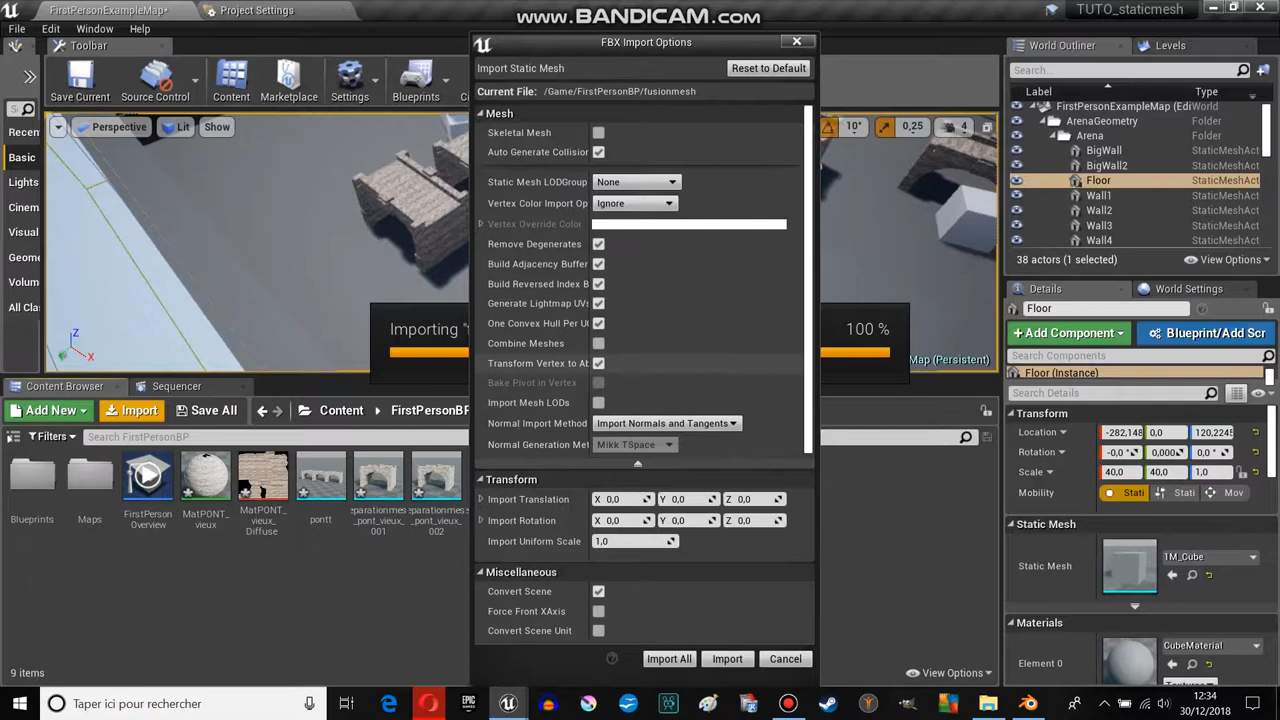 www.BANDICAM.com
FirstPersonExampleMap*
Project Settings
TUTO_staticmesh
File Edit Window Help
Toolbar
Save Current
Source Control
Content
Marketplace
Settings
Blueprints
Recen
Basic
Lights
Cinem
Visual
Geome
Volum
All Clas
Perspective Lit Show
10° 0,25 4
Importing "
100 %
Map (Persistent)
FBX Import Options
Import Static Mesh
Reset to Default
Current File: /Game/FirstPersonBP/fusionmesh
Mesh
Skeletal Mesh
Auto Generate Collision
Static Mesh LODGroup None
Vertex Color Import Op Ignore
Vertex Override Color
Remove Degenerates
Build Adjacency Buffer
Build Reversed Index B
Generate Lightmap UVs
One Convex Hull Per U
Combine Meshes
Transform Vertex to Ab
Bake Pivot in Vertex
Import Mesh LODs
Normal Import Method Import Normals and Tangents
Normal Generation Met Mikk TSpace
Transform
Import Translation X 0,0 Y 0,0 Z 0,0
Import Rotation X 0,0 Y 0,0 Z 0,0
Import Uniform Scale 1,0
Miscellaneous
Convert Scene
Force Front XAxis
Convert Scene Unit
Import All Import Cancel
World Outliner Levels
Search...
Label Type
FirstPersonExampleMap (Edi World
ArenaGeometry Folder
Arena Folder
BigWall StaticMeshAct
BigWall2 StaticMeshAct
Floor StaticMeshAct
Wall1 StaticMeshAct
Wall2 StaticMeshAct
Wall3 StaticMeshAct
Wall4 StaticMeshAct
38 actors (1 selected)
View Options
Details World Settings
Floor
+ Add Component
Blueprint/Add Scr
Search Components
Floor (Instance)
Search Details
Transform
Location -282,148 0,0 120,2245
Rotation -0,0 ° 0,000 0,0 °
Scale 40,0 40,0 1,0
Mobility Stati Stati Mov
Static Mesh
Static Mesh 1M_Cube
Materials
Element 0 CubeMaterial
Content Browser Sequencer
Add New Import Save All Content FirstPersonBP
Filters Search FirstPersonBP
Blueprints
Maps
FirstPerson
Overview
MatPONT_
vieux
MatPONT_
vieux_
Diffuse
pontt
eparationmes
_pont_vieux_
001
eparationmes
_pont_vieux_
002
9 items
View Options
Taper ici pour rechercher
12:34
30/12/2018